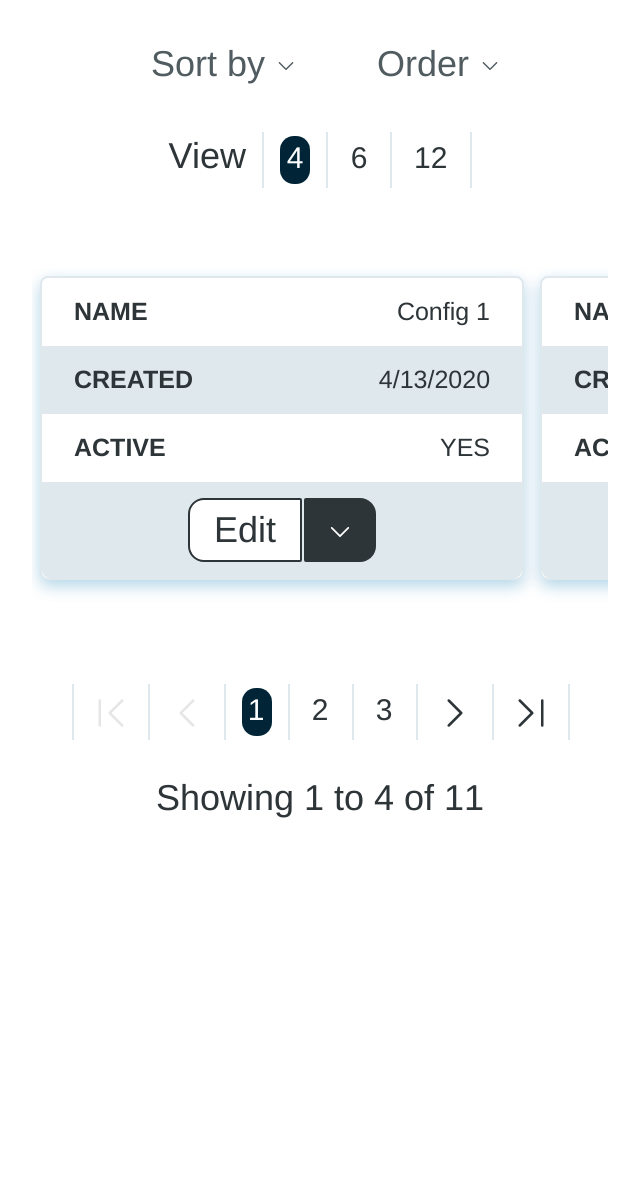 Sort by Order
View 4 6 12
NAME Config 1 NA
CREATED 4/13/2020 CR
ACTIVE YES AC
Edit
1 2 3
Showing 1 to 4 of 11